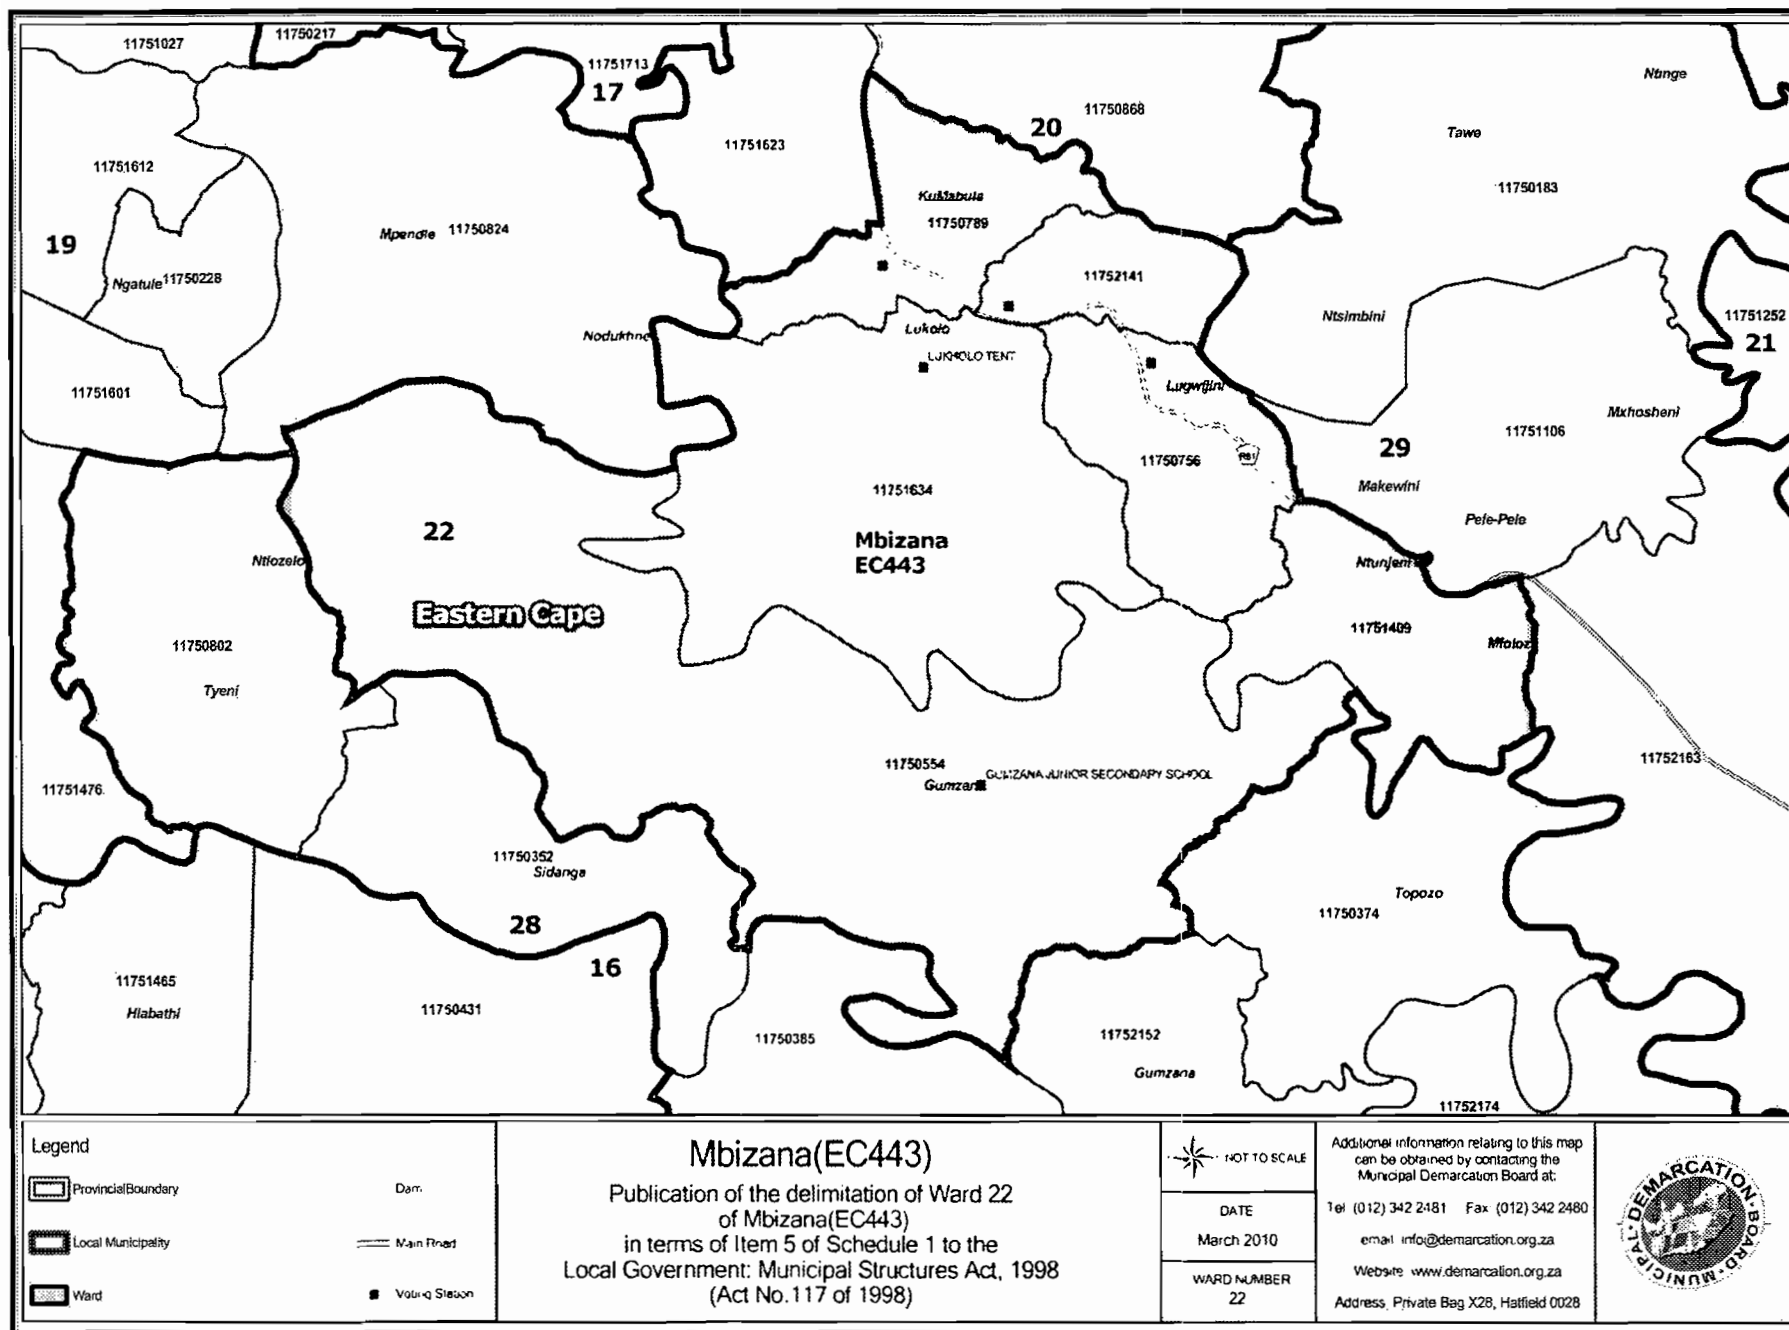 11751027
11750217
11751713
17
11751623
20
11750868
Ntinge
Tawe
11750183
11751612
19
Mpendle 11750824
KuMabula
11750789
Ngatule 11750228
11752141
Ntsimbini
11751252
21
Lukolo
LUKHOLO TENT
Lugwijini
11751601
Mxhosheni
11751106
29
11750756
R61
Makewini
11751634
Pele-Pele
22
Mbizana
EC443
Ntlozelo
Eastern Cape
11751409
11750802
Tyeni
11750554
GUMZANA JUNIOR SECONDARY SCHOOL
11752163
11751476
11750352
Sidanga
Topozo
11750374
28
16
11751465
Hlabathi
11750431
11750385
11752152
Gumzana
11752174
Legend
Provincial Boundary
Local Municipality
Ward
Dam
Main Road
Voting Station
Mbizana(EC443)
Publication of the delimitation of Ward 22
of Mbizana(EC443)
in terms of Item 5 of Schedule 1 to the
Local Government: Municipal Structures Act, 1998
(Act No.117 of 1998)
NOT TO SCALE
DATE
March 2010
WARD NUMBER
22
Additional information relating to this map
can be obtained by contacting the
Municipal Demarcation Board at:
Tel (012) 342 2481 Fax (012) 342 2480
email info@demarcation.org.za
Website www.demarcation.org.za
Address Private Bag X28, Hatfield 0028
MUNICIPAL DEMARCATION BOARD